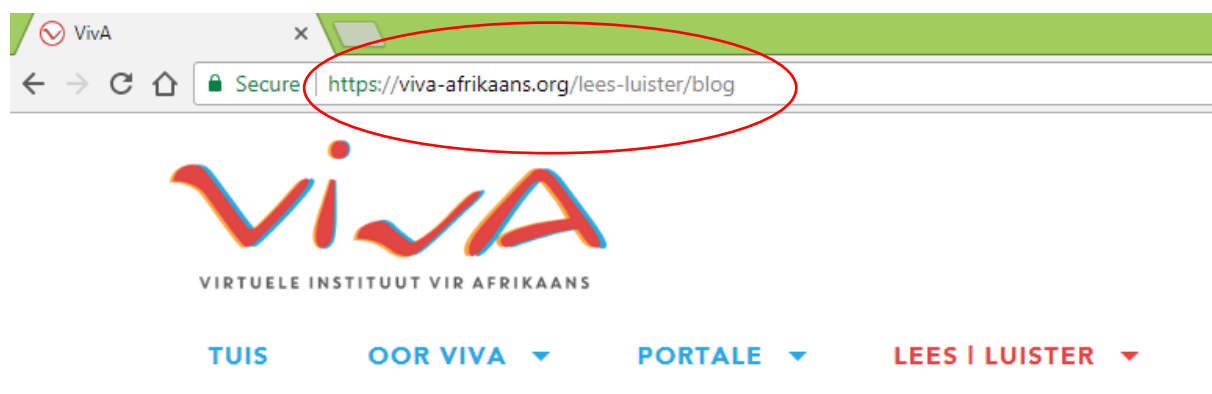 VivA
Secure https://viva-afrikaans.org/lees-luister/blog
VivA
VIRTUELE INSTITUUT VIR AFRIKAANS
TUIS OOR VIVA PORTALE LEES | LUISTER